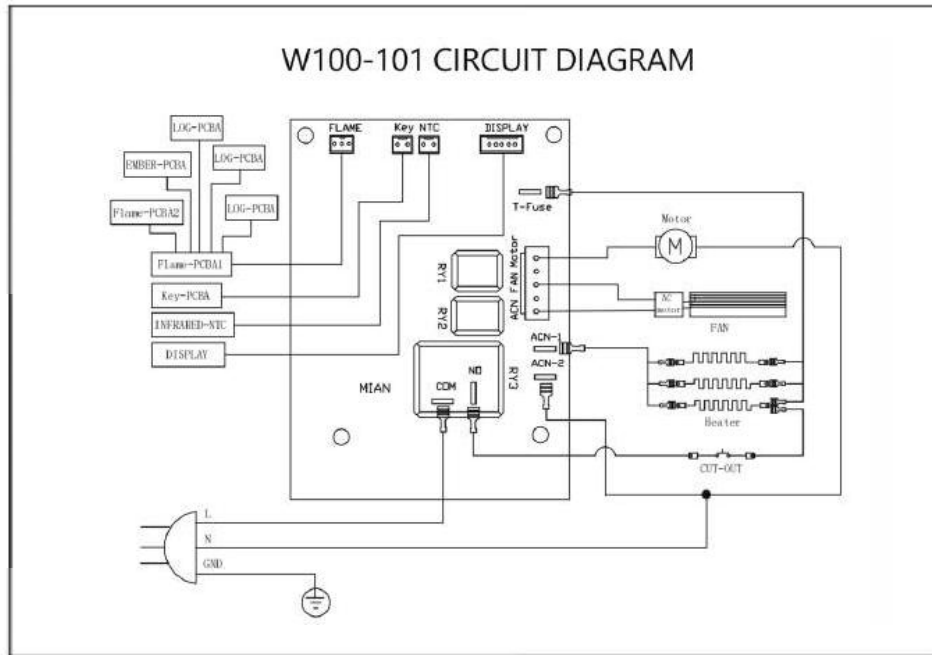 W100-101 CIRCUIT DIAGRAM
LOG-PCBA
EMBER-PCBA
LOG-PCBA
Flame-PCBA2
LOG-PCBA
Flame-PCBA1
Key-PCBA
INFRARED-NTC
DISPLAY
FLAME
Key NTC
DISPLAY
T-Fuse
RY1
RY2
ACN FAN Motor
ACN-1
ACN-2
MIAN
COM
NO
RY3
Motor
M
AC
motor
FAN
Heater
CUT-OUT
L
N
GND